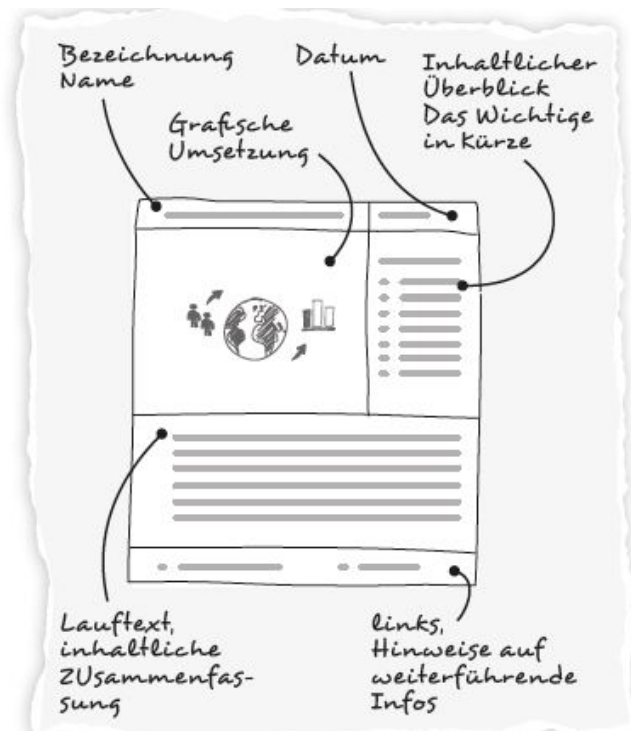 Bezeichnung
Name
Datum
Inhaltlicher
Überblick
Das Wichtige
in Kürze
Grafische
Umsetzung
Lauftext,
inhaltliche
ZUsammenfas-
sung
links,
Hinweise auf
weiterführende
Infos